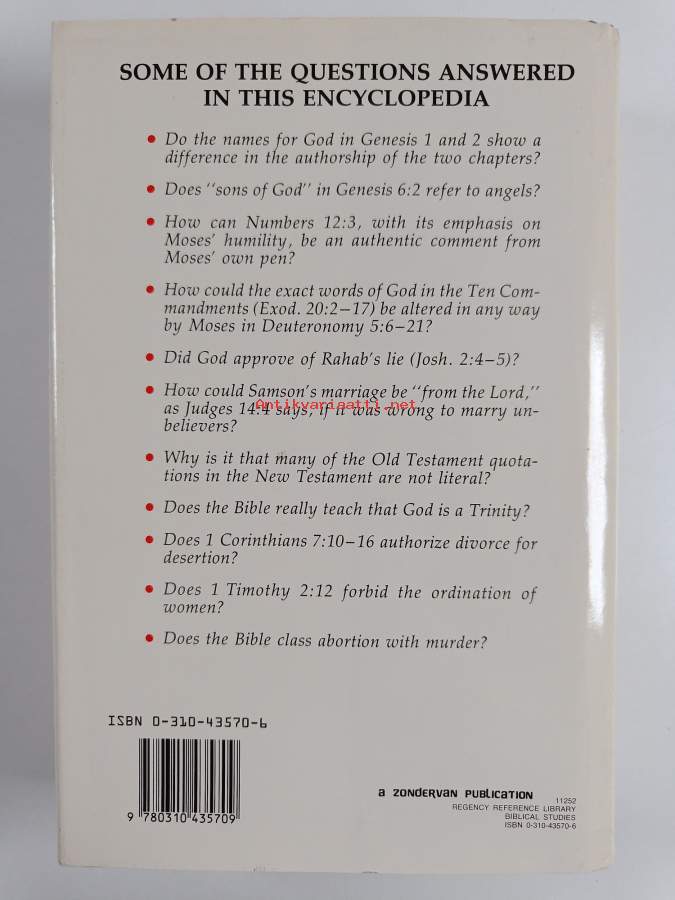 SOME OF THE QUESTIONS ANSWERED
IN THIS ENCYCLOPEDIA
• Do the names for God in Genesis 1 and 2 show a
difference in the authorship of the two chapters?
• Does "sons of God" in Genesis 6:2 refer to angels?
• How can Numbers 12:3, with its emphasis on
Moses' humility, be an authentic comment from
Moses' own pen?
• How could the exact words of God in the Ten Com-
mandments (Exod. 20:2–17) be altered in any way
by Moses in Deuteronomy 5:6–21?
• Did God approve of Rahab's lie (Josh. 2:4–5)?
• How could Samson's marriage be "from the Lord,"
Antikvariaatti.net
as Judges 14:4 says, if it was wrong to marry un-
believers?
• Why is it that many of the Old Testament quota-
tions in the New Testament are not literal?
• Does the Bible really teach that God is a Trinity?
• Does 1 Corinthians 7:10–16 authorize divorce for
desertion?
• Does 1 Timothy 2:12 forbid the ordination of
women?
• Does the Bible class abortion with murder?
ISBN 0-310-43570-6
9 780310 435709
a ZONDERVAN PUBLICATION
11252
REGENCY REFERENCE LIBRARY
BIBLICAL STUDIES
ISBN 0-310-43570-6